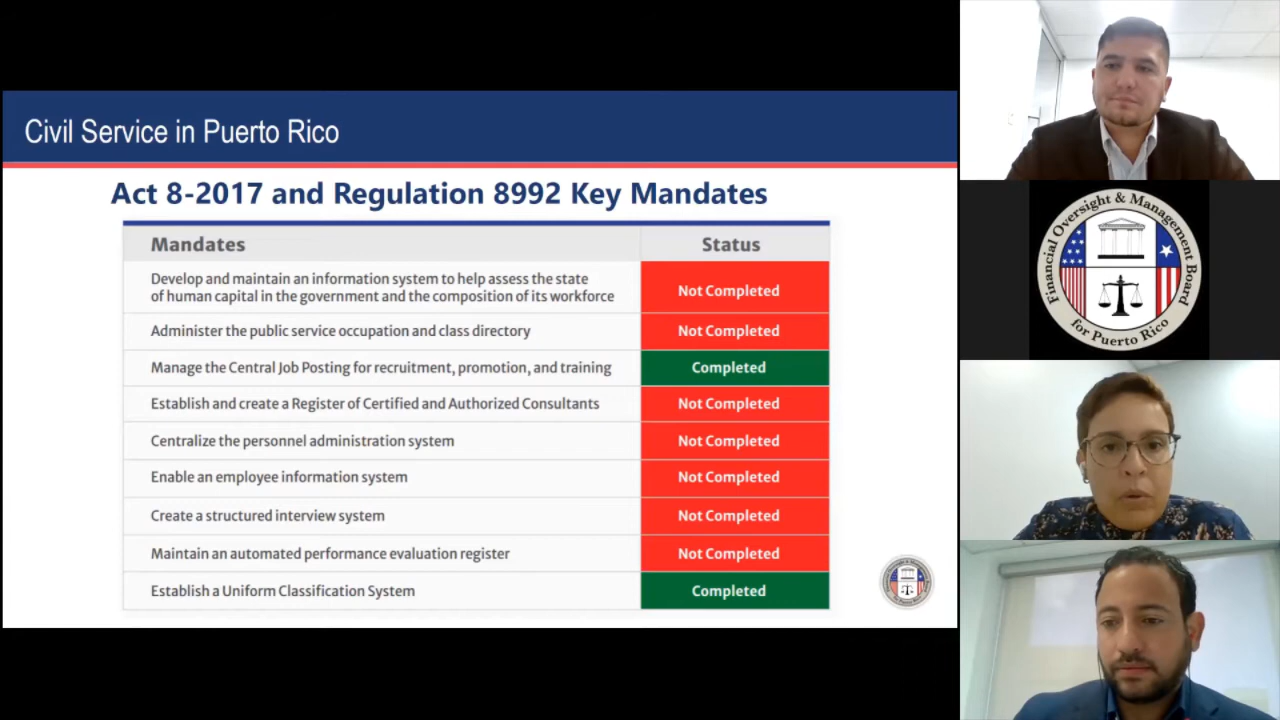 Civil Service in Puerto Rico
Act 8-2017 and Regulation 8992 Key Mandates
Mandates Status
Develop and maintain an information system to help assess the state
of human capital in the government and the composition of its workforce
Not Completed
Administer the public service occupation and class directory Not Completed
Manage the Central Job Posting for recruitment, promotion, and training Completed
Establish and create a Register of Certified and Authorized Consultants Not Completed
Centralize the personnel administration system Not Completed
Enable an employee information system Not Completed
Create a structured interview system Not Completed
Maintain an automated performance evaluation register Not Completed
Establish a Uniform Classification System Completed
Financial Oversight & Management Board
for Puerto Rico